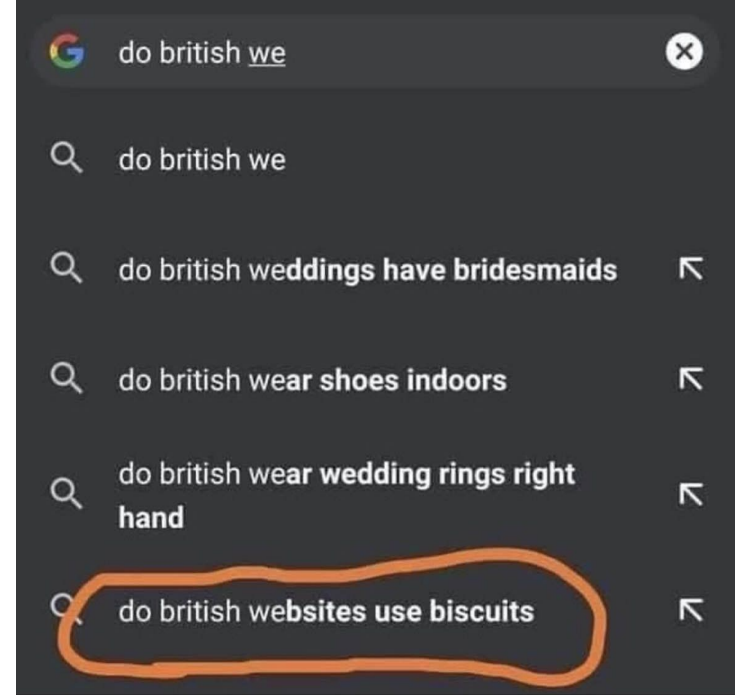 do british we
do british we
do british weddings have bridesmaids
do british wear shoes indoors
do british wear wedding rings right
hand
do british websites use biscuits